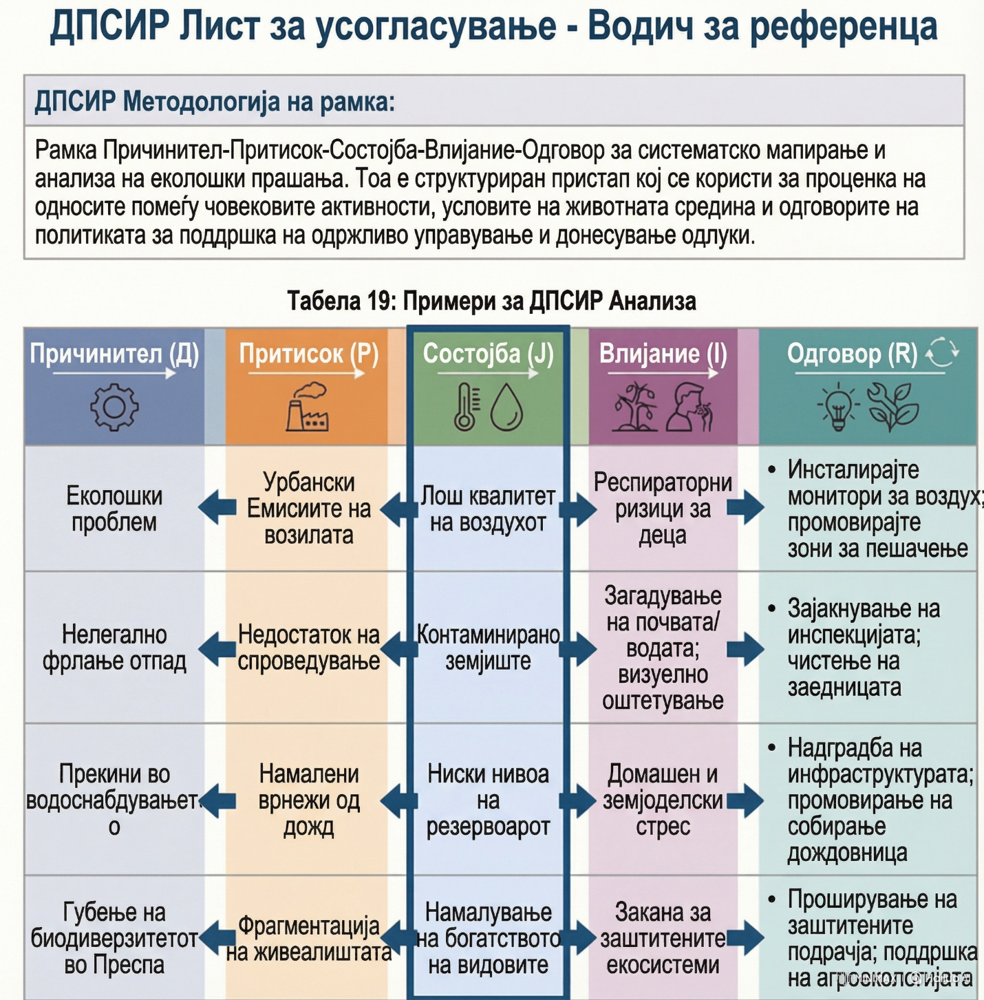 ДПСИР Лист за усогласување - Водич за референца
ДПСИР Методологија на рамка:
Рамка Причинител-Притисок-Состојба-Влијание-Одговор за систематско мапирање и
анализа на еколошки прашања. Тоа е структуриран пристап кој се користи за проценка на
односите помеѓу човековите активности, условите на животната средина и одговорите на
политиката за поддршка на одржливо управување и донесување одлуки.
Табела 19: Примери за ДПСИР Анализа
Причинител (Д)
Притисок (Р)
Состојба (Ј)
Влијание (I)
Одговор (R)
Еколошки
проблем
Урбански
Емисиите на
возилата
Лош квалитет
на воздухот
Респираторни
ризици за
деца
• Инсталирајте
монитори за воздух;
промовирајте
зони за пешачење
Нелегално
фрлање отпад
Недостаток на
спроведување
Контаминирано
земјиште
Загадување
на почвата/
водата;
визуелно
оштетување
• Зајакнување на
инспекцијата;
чистење на
заедницата
Прекини во
водоснабдувањет
о
Намалени
врнежи од
дожд
Ниски нивоа
на
резервоарот
Домашен и
земјоделски
стрес
• Надградба на
инфраструктурата;
промовирање на
собирање
дождовница
Губење на
биодиверзитетот
во Преспа
Фрагментација
на живеалиштата
Намалување
на богатството
на видовите
Закана за
заштитените
екосистеми
• Проширување на
заштитените
подрачја; поддршка
на агроекологијата